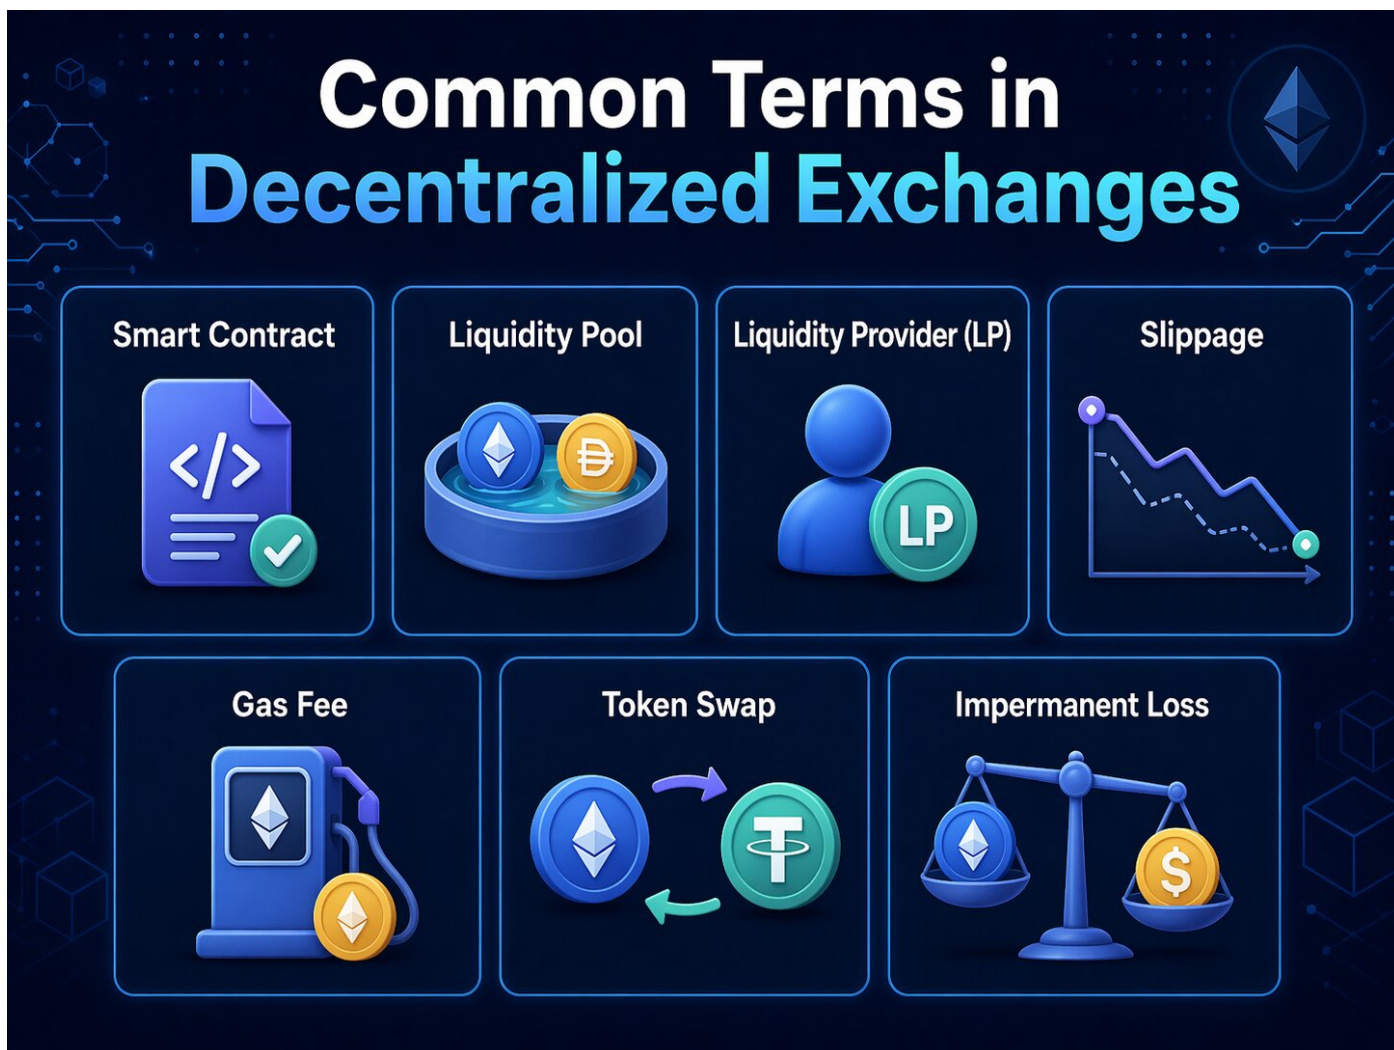 Common Terms in
Decentralized Exchanges
Smart Contract
Liquidity Pool
Liquidity Provider (LP)
Slippage
</>
LP
Gas Fee
Token Swap
Impermanent Loss
$